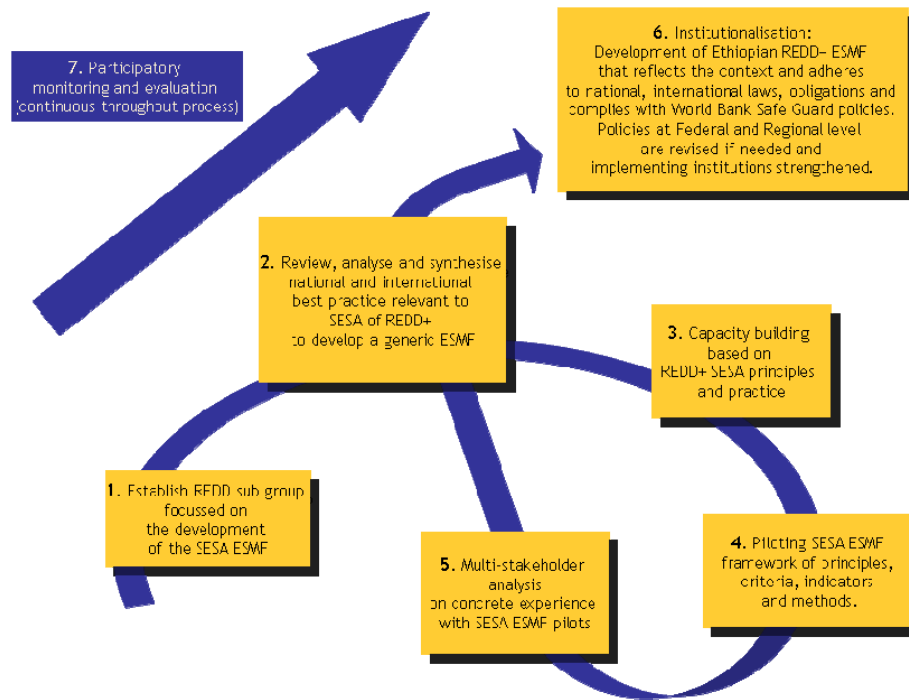 7. Participatory
monitoring and evaluation
(continuous throughout process)
6. Institutionalisation:
Development of Ethiopian REDD– ESMF
that reflects the context and adheres
to national, international laws, obligations and
complies with World Bank Safe Guard policies.
Policies at Federal and Regional level
are revised if needed and
implementing institutions strengthened.
2. Review, analyse and synthesise
national and international
best practice relevant to
SESA of REDD+
to develop a generic ESMF
3. Capacity building
based on
REDD+ SESA principles
and practice
1. Establish REDD sub group
focussed on
the development
of the SESA ESMF
4. Piloting SESA ESMF
framework of principles,
criteria, indicators
and methods.
5. Multi-stakeholder
analysis
on concrete experience
with SESA ESMF pilots